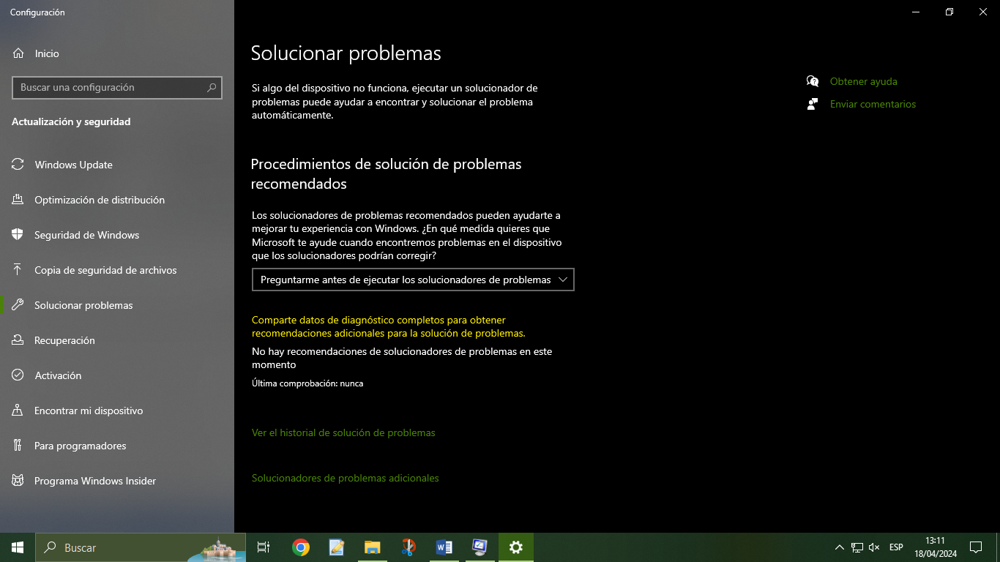 Configuración
Inicio
Buscar una configuración
Actualización y seguridad
Windows Update
Optimización de distribución
Seguridad de Windows
Copia de seguridad de archivos
Solucionar problemas
Recuperación
Activación
Encontrar mi dispositivo
Para programadores
Programa Windows Insider
Solucionar problemas
Si algo del dispositivo no funciona, ejecutar un solucionador de
problemas puede ayudar a encontrar y solucionar el problema
automáticamente.
Procedimientos de solución de problemas
recomendados
Los solucionadores de problemas recomendados pueden ayudarte a
mejorar tu experiencia con Windows. ¿En qué medida quieres que
Microsoft te ayude cuando encontremos problemas en el dispositivo
que los solucionadores podrían corregir?
Preguntarme antes de ejecutar los solucionadores de problemas
Comparte datos de diagnóstico completos para obtener
recomendaciones adicionales para la solución de problemas.
No hay recomendaciones de solucionadores de problemas en este
momento
Última comprobación: nunca
Ver el historial de solución de problemas
Solucionadores de problemas adicionales
Obtener ayuda
Enviar comentarios
Buscar
W
ESP
13:11
18/04/2024